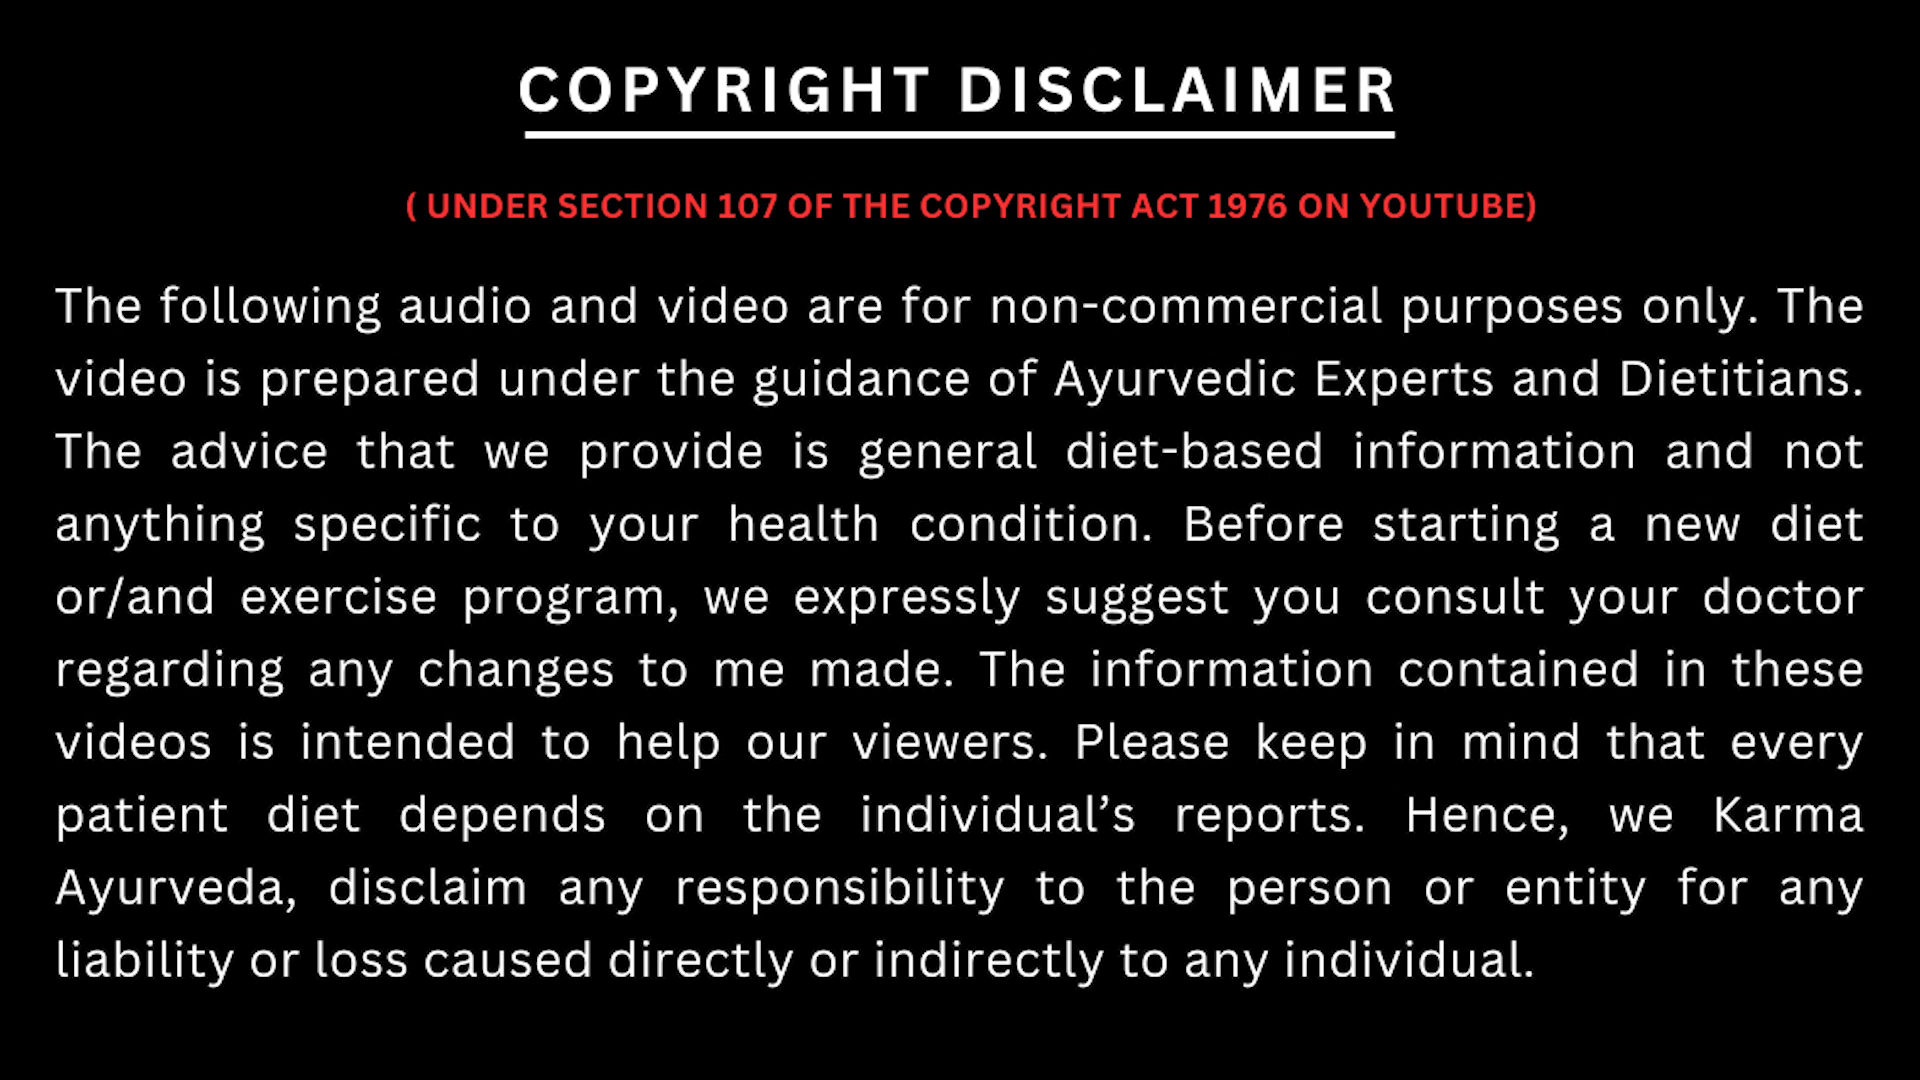 COPYRIGHT DISCLAIMER
( UNDER SECTION 107 OF THE COPYRIGHT ACT 1976 ON YOUTUBE)
The following audio and video are for non-commercial purposes only. The
video is prepared under the guidance of Ayurvedic Experts and Dietitians.
The advice that we provide is general diet-based information and not
anything specific to your health condition. Before starting a new diet
or/and exercise program, we expressly suggest you consult your doctor
regarding any changes to me made. The information contained in these
videos is intended to help our viewers. Please keep in mind that every
patient diet depends on the individual’s reports. Hence, we Karma
Ayurveda, disclaim any responsibility to the person or entity for any
liability or loss caused directly or indirectly to any individual.